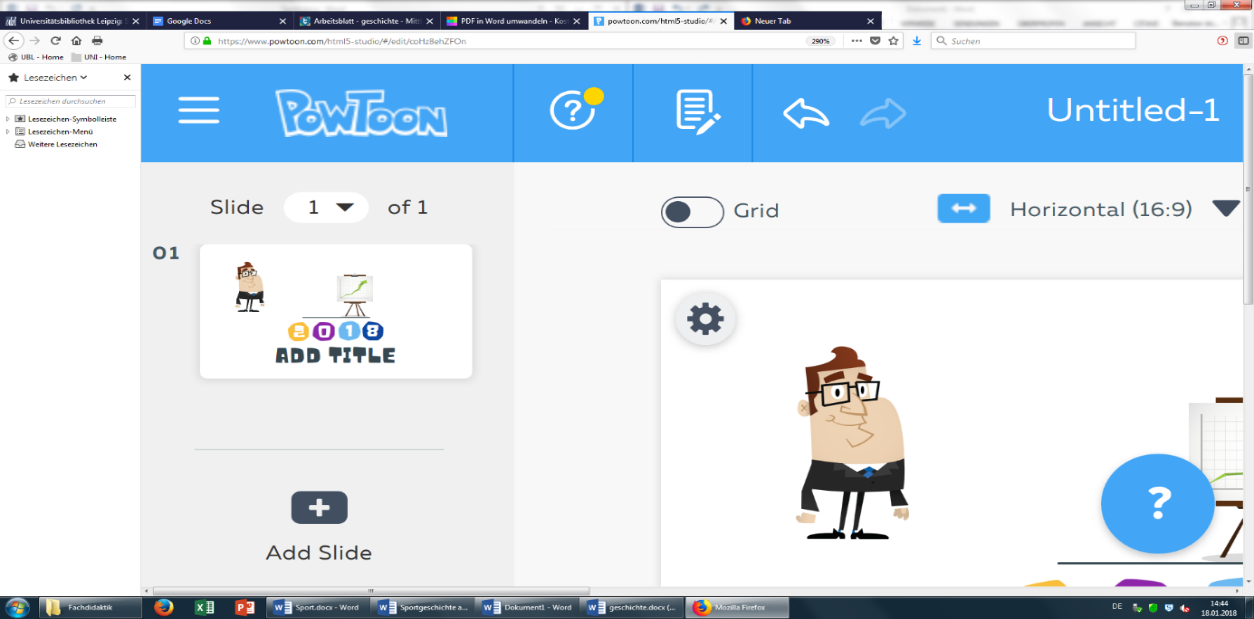 Universitätsbibliothek Leipzig: S
Google Docs
Arbeitsblatt - geschichte - Mitt
PDF in Word umwandeln - Kost
powtoon.com/html5-studio/#/
Neuer Tab
https://www.powtoon.com/html5-studio/#/edit/coHzBehZFOn
290%
Suchen
UBL - Home
UNI - Home
Lesezeichen
Lesezeichen durchsuchen
Lesezeichen-Symbolleiste
Lesezeichen-Menü
Weitere Lesezeichen
POWTOON
?
Untitled-1
Slide 1 of 1
Grid
Horizontal (16:9)
01
2018
ADD TITLE
Add Slide
?
Fachdidaktik
Sport.docx - Word
Sportgeschichte a...
Dokument1 - Word
geschichte.docx (...
Mozilla Firefox
DE
14:44
18.01.2018